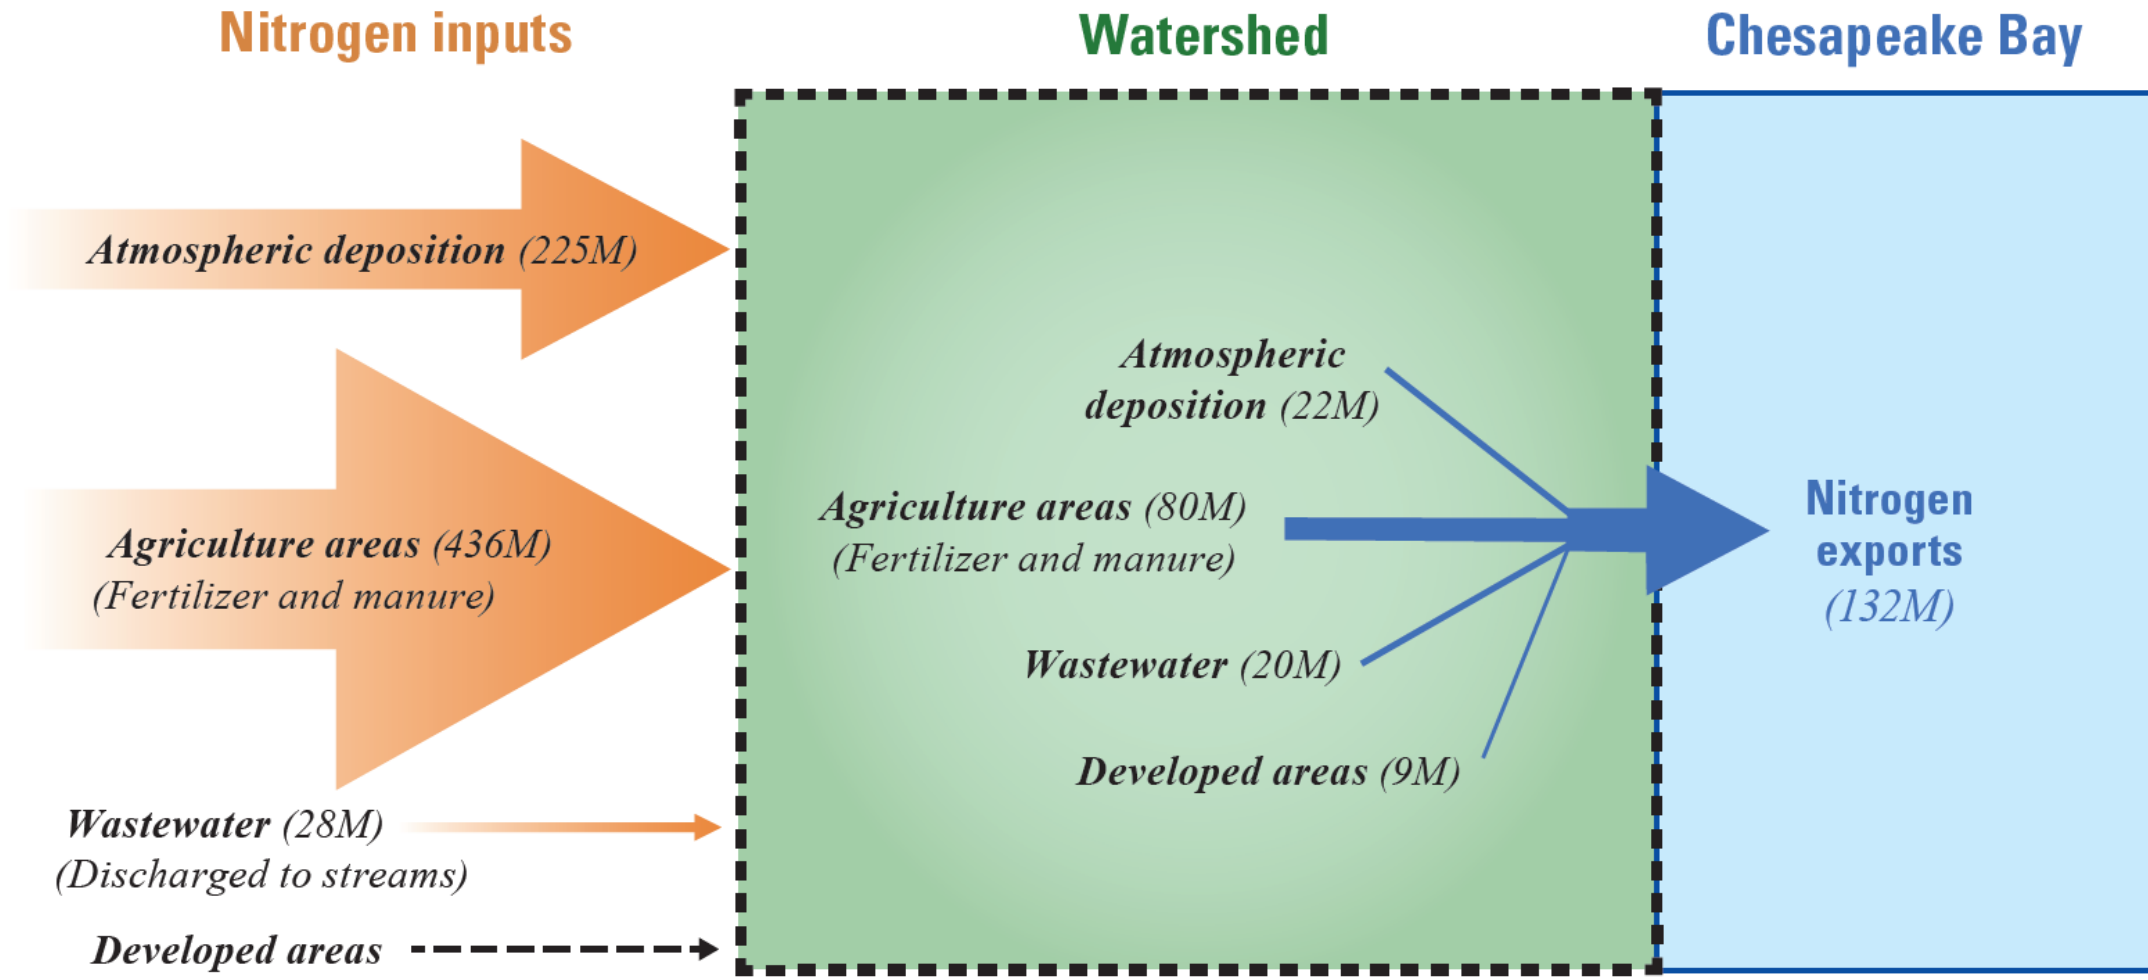 Nitrogen inputs
Watershed
Chesapeake Bay
Atmospheric deposition (225M)
Agriculture areas (436M)
(Fertilizer and manure)
Wastewater (28M)
(Discharged to streams)
Developed areas
Atmospheric
deposition (22M)
Agriculture areas (80M)
(Fertilizer and manure)
Wastewater (20M)
Developed areas (9M)
Nitrogen
exports
(132M)